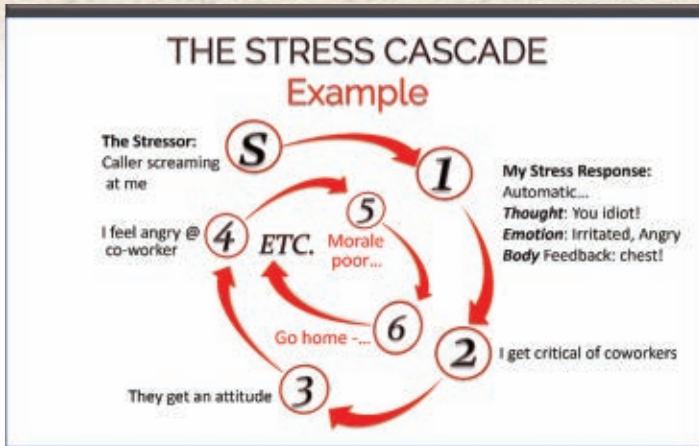 THE STRESS CASCADE
Example
The Stressor:
Caller screaming
at me
S
1
My Stress Response:
Automatic...
Thought: You idiot!
Emotion: Irritated, Angry
Body Feedback: chest!
2
I get critical of coworkers
3
They get an attitude
4
I feel angry @
co-worker
5
Morale
poor...
6
Go home -...
ETC.